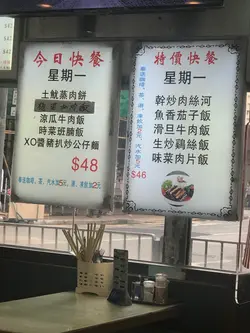 今日快餐
星期一
土魷蒸肉餅
涼瓜牛肉飯
時菜班腩飯
XO醬豬扒炒公仔麵
$48
特價快餐
星期一
幹炒肉絲河
魚香茄子飯
滑旦牛肉飯
生炒鷄絲飯
味菜肉片飯
$46